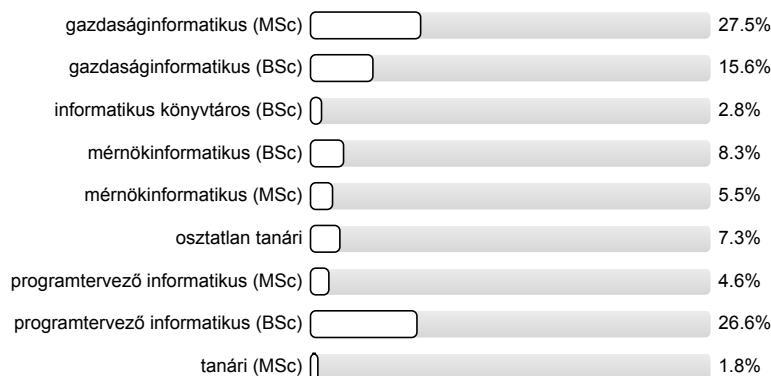 gazdaságinformatikus (MSc) 27.5%
gazdaságinformatikus (BSc) 15.6%
informatikus könyvtáros (BSc) 2.8%
mérnökinformatikus (BSc) 8.3%
mérnökinformatikus (MSc) 5.5%
osztatlan tanári 7.3%
programtervező informatikus (MSc) 4.6%
programtervező informatikus (BSc) 26.6%
tanári (MSc) 1.8%